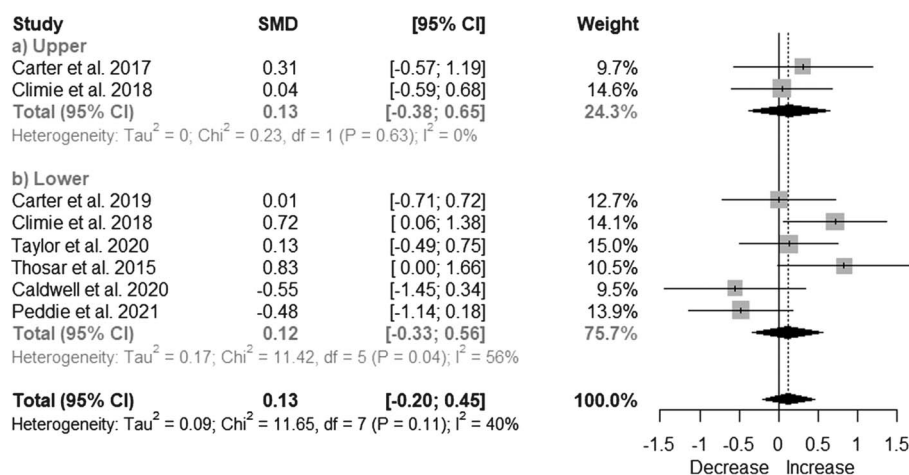 Study SMD [95% CI] Weight
a) Upper
Carter et al. 2017 0.31 [-0.57; 1.19] 9.7%
Climie et al. 2018 0.04 [-0.59; 0.68] 14.6%
Total (95% CI) 0.13 [-0.38; 0.65] 24.3%
Heterogeneity: Tau² = 0; Chi² = 0.23, df = 1 (P = 0.63); I² = 0%
b) Lower
Carter et al. 2019 0.01 [-0.71; 0.72] 12.7%
Climie et al. 2018 0.72 [ 0.06; 1.38] 14.1%
Taylor et al. 2020 0.13 [-0.49; 0.75] 15.0%
Thosar et al. 2015 0.83 [ 0.00; 1.66] 10.5%
Caldwell et al. 2020 -0.55 [-1.45; 0.34] 9.5%
Peddie et al. 2021 -0.48 [-1.14; 0.18] 13.9%
Total (95% CI) 0.12 [-0.33; 0.56] 75.7%
Heterogeneity: Tau² = 0.17; Chi² = 11.42, df = 5 (P = 0.04); I² = 56%
Total (95% CI) 0.13 [-0.20; 0.45] 100.0%
Heterogeneity: Tau² = 0.09; Chi² = 11.65, df = 7 (P = 0.11); I² = 40%
-1.5 -1 -0.5 0 0.5 1 1.5
Decrease Increase